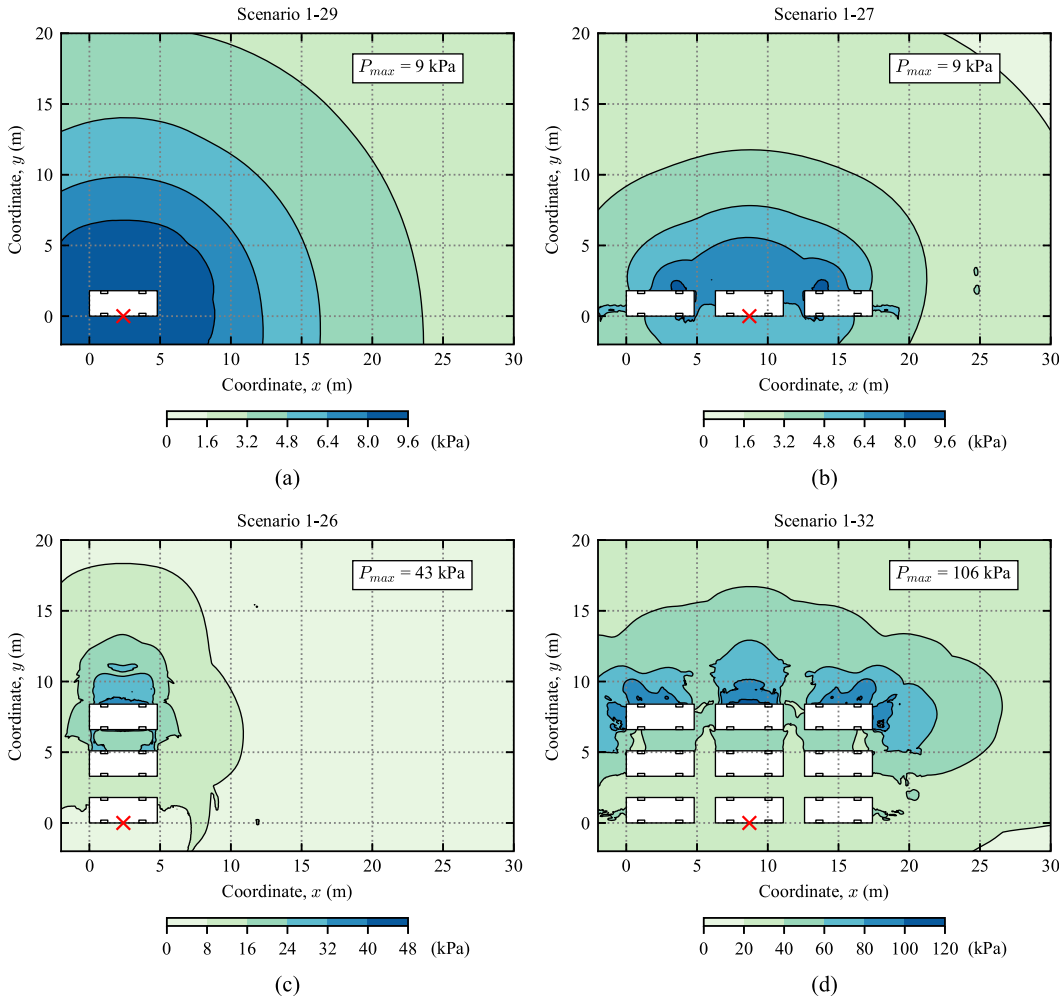 Scenario 1-29
P_max = 9 kPa
20
15
10
5
0
Coordinate, y (m)
0 5 10 15 20 25 30
Coordinate, x (m)
0 1.6 3.2 4.8 6.4 8.0 9.6 (kPa)
(a)
Scenario 1-27
P_max = 9 kPa
20
15
10
5
0
Coordinate, y (m)
0 5 10 15 20 25 30
Coordinate, x (m)
0 1.6 3.2 4.8 6.4 8.0 9.6 (kPa)
(b)
Scenario 1-26
P_max = 43 kPa
20
15
10
5
0
Coordinate, y (m)
0 5 10 15 20 25 30
Coordinate, x (m)
0 8 16 24 32 40 48 (kPa)
(c)
Scenario 1-32
P_max = 106 kPa
20
15
10
5
0
Coordinate, y (m)
0 5 10 15 20 25 30
Coordinate, x (m)
0 20 40 60 80 100 120 (kPa)
(d)